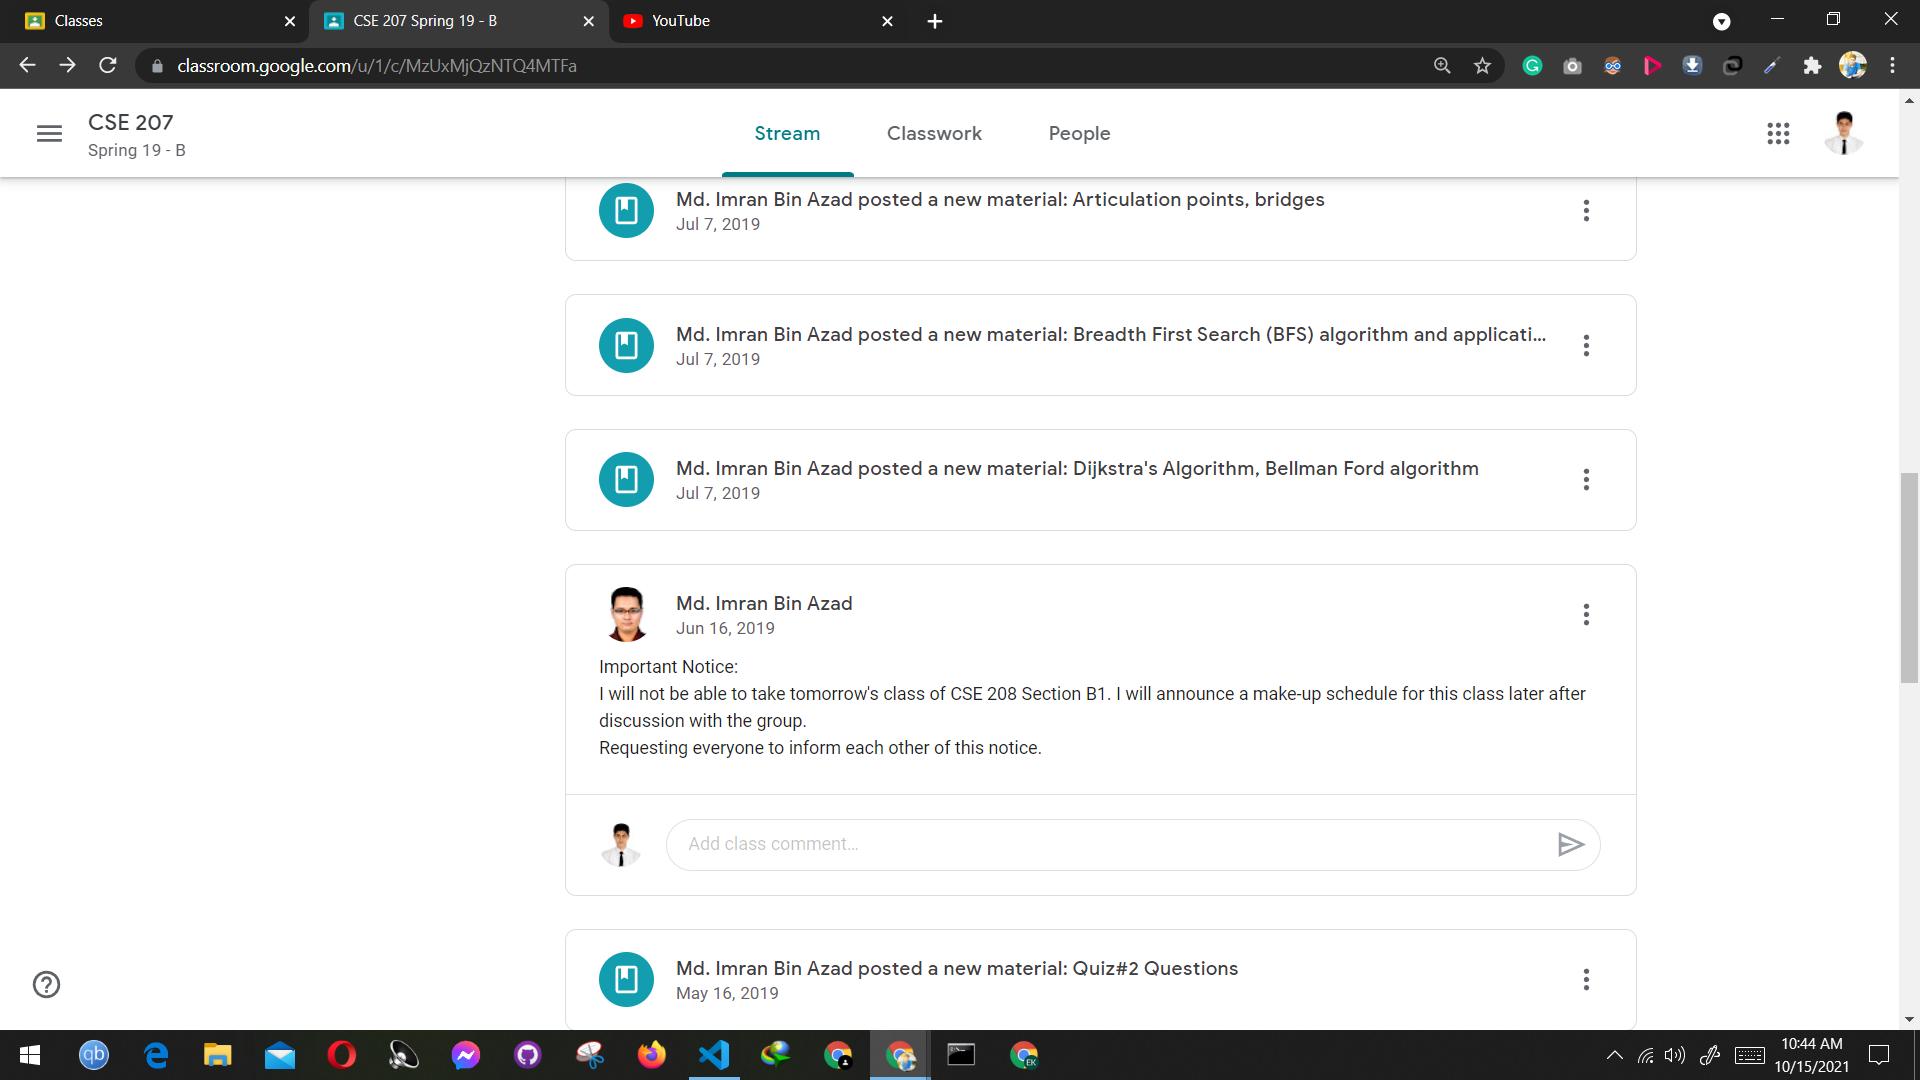 Classes
CSE 207 Spring 19 - B
YouTube
classroom.google.com/u/1/c/MzUxMjQzNTQ4MTFa
CSE 207
Spring 19 - B
Stream
Classwork
People
Md. Imran Bin Azad posted a new material: Articulation points, bridges
Jul 7, 2019
Md. Imran Bin Azad posted a new material: Breadth First Search (BFS) algorithm and applicati...
Jul 7, 2019
Md. Imran Bin Azad posted a new material: Dijkstra's Algorithm, Bellman Ford algorithm
Jul 7, 2019
Md. Imran Bin Azad
Jun 16, 2019
Important Notice:
I will not be able to take tomorrow's class of CSE 208 Section B1. I will announce a make-up schedule for this class later after
discussion with the group.
Requesting everyone to inform each other of this notice.
Add class comment...
Md. Imran Bin Azad posted a new material: Quiz#2 Questions
May 16, 2019
qb
EK
10:44 AM
10/15/2021